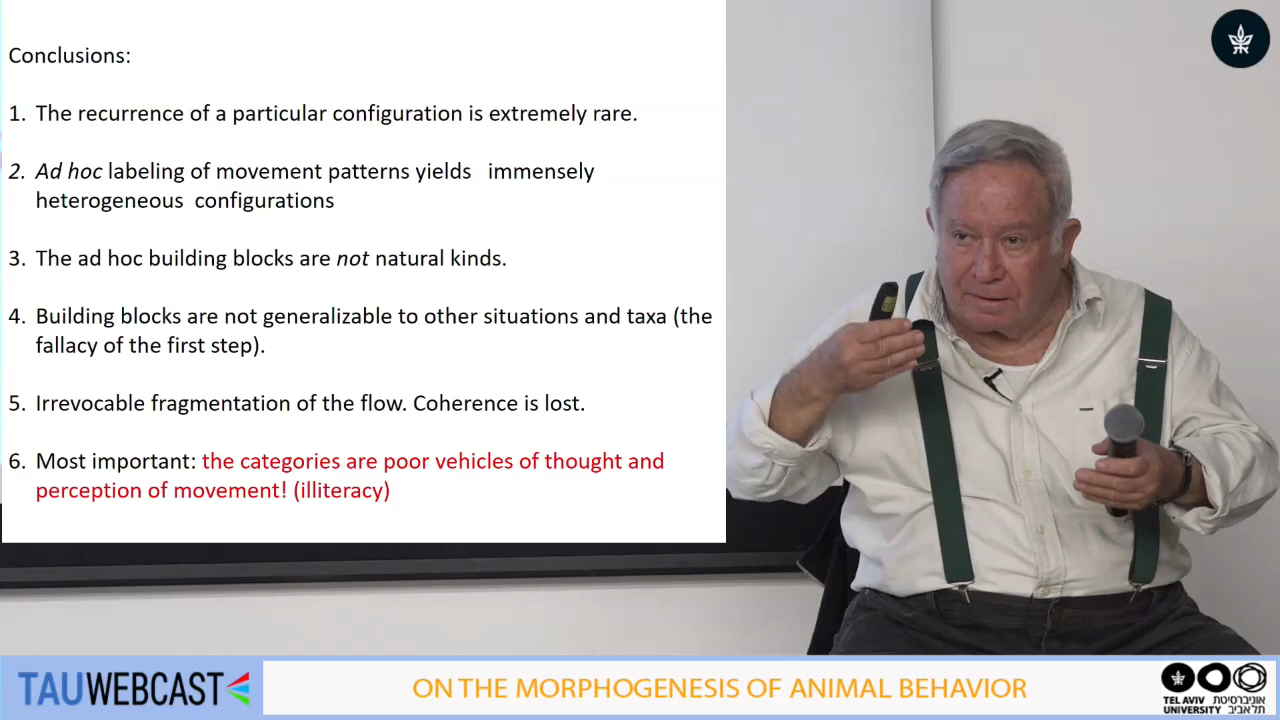 Conclusions:
1. The recurrence of a particular configuration is extremely rare.
2. Ad hoc labeling of movement patterns yields immensely
heterogeneous configurations
3. The ad hoc building blocks are not natural kinds.
4. Building blocks are not generalizable to other situations and taxa (the
fallacy of the first step).
5. Irrevocable fragmentation of the flow. Coherence is lost.
6. Most important: the categories are poor vehicles of thought and
perception of movement! (illiteracy)
TAUWEBCAST
ON THE MORPHOGENESIS OF ANIMAL BEHAVIOR
TEL AVIV אוניברסיטת
UNIVERSITY תל אביב